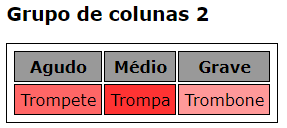 Grupo de colunas 2
Agudo Médio Grave
Trompete Trompa Trombone